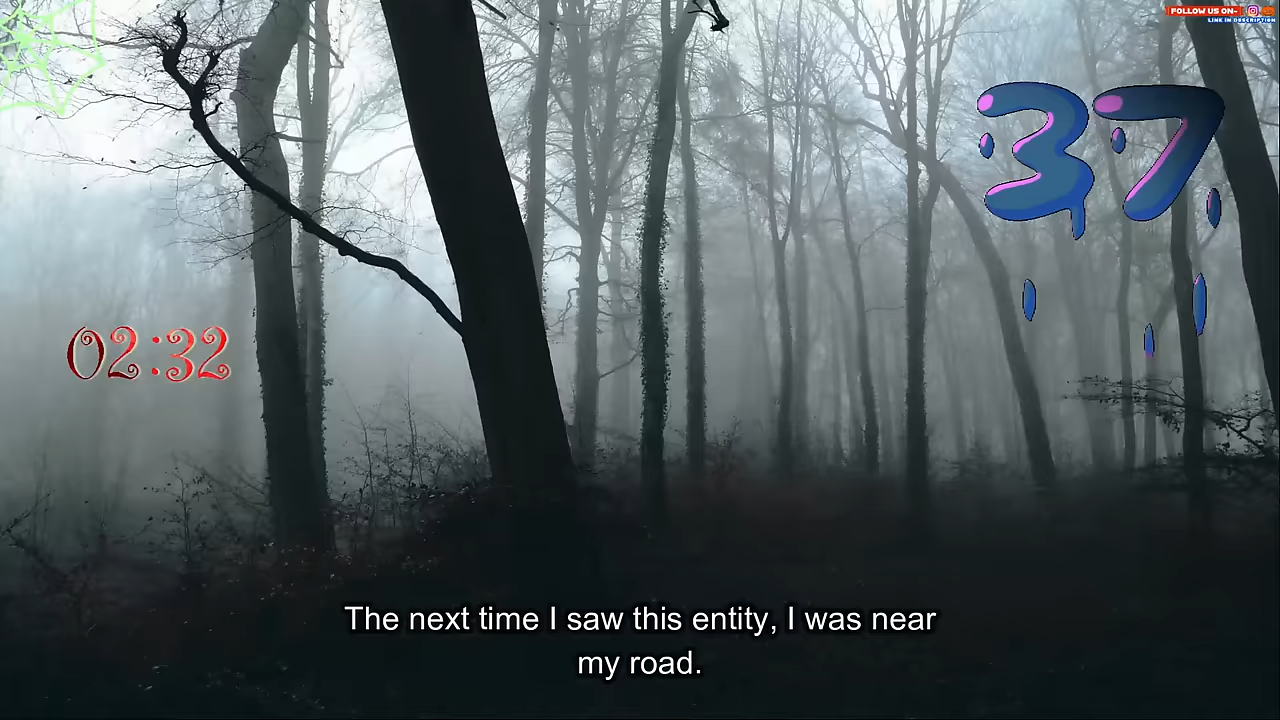 FOLLOW US ON-
LINK IN DESCRIPTION
37
02:32
The next time I saw this entity, I was near
my road.